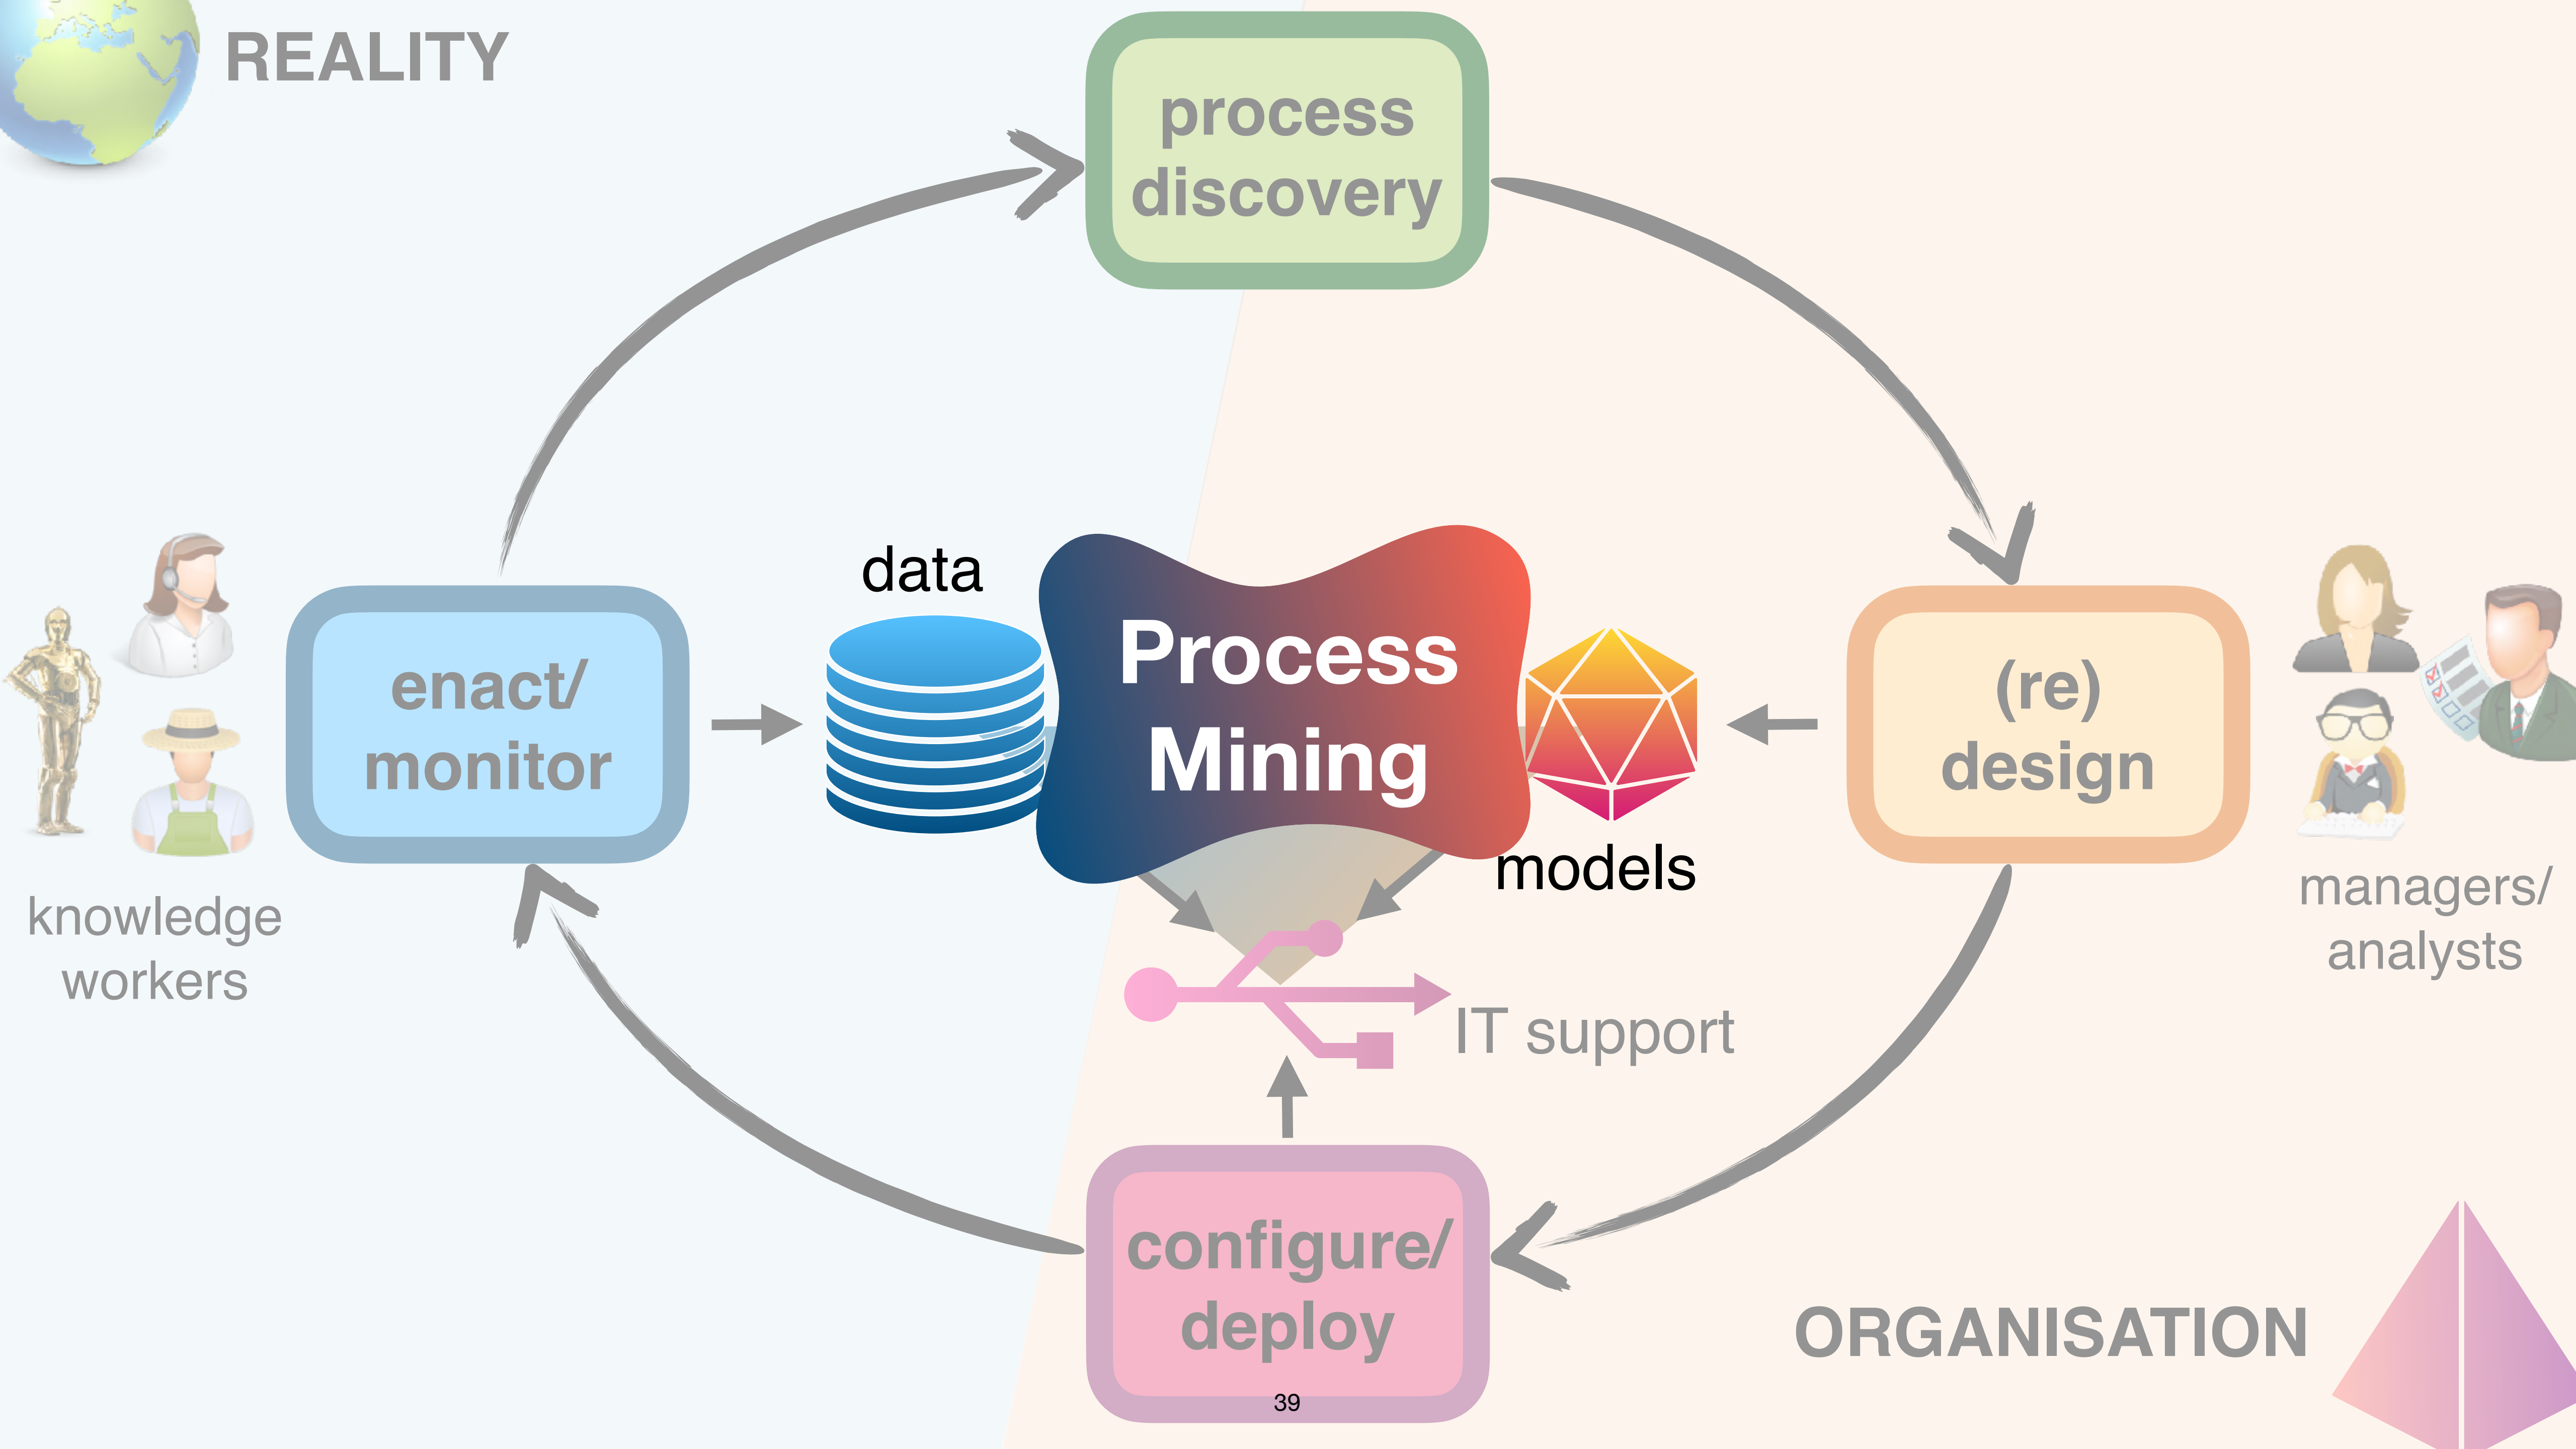 REALITY
process
discovery
data
Process
Mining
models
enact/
monitor
(re)
design
knowledge
workers
managers/
analysts
IT support
configure/
deploy
39
ORGANISATION